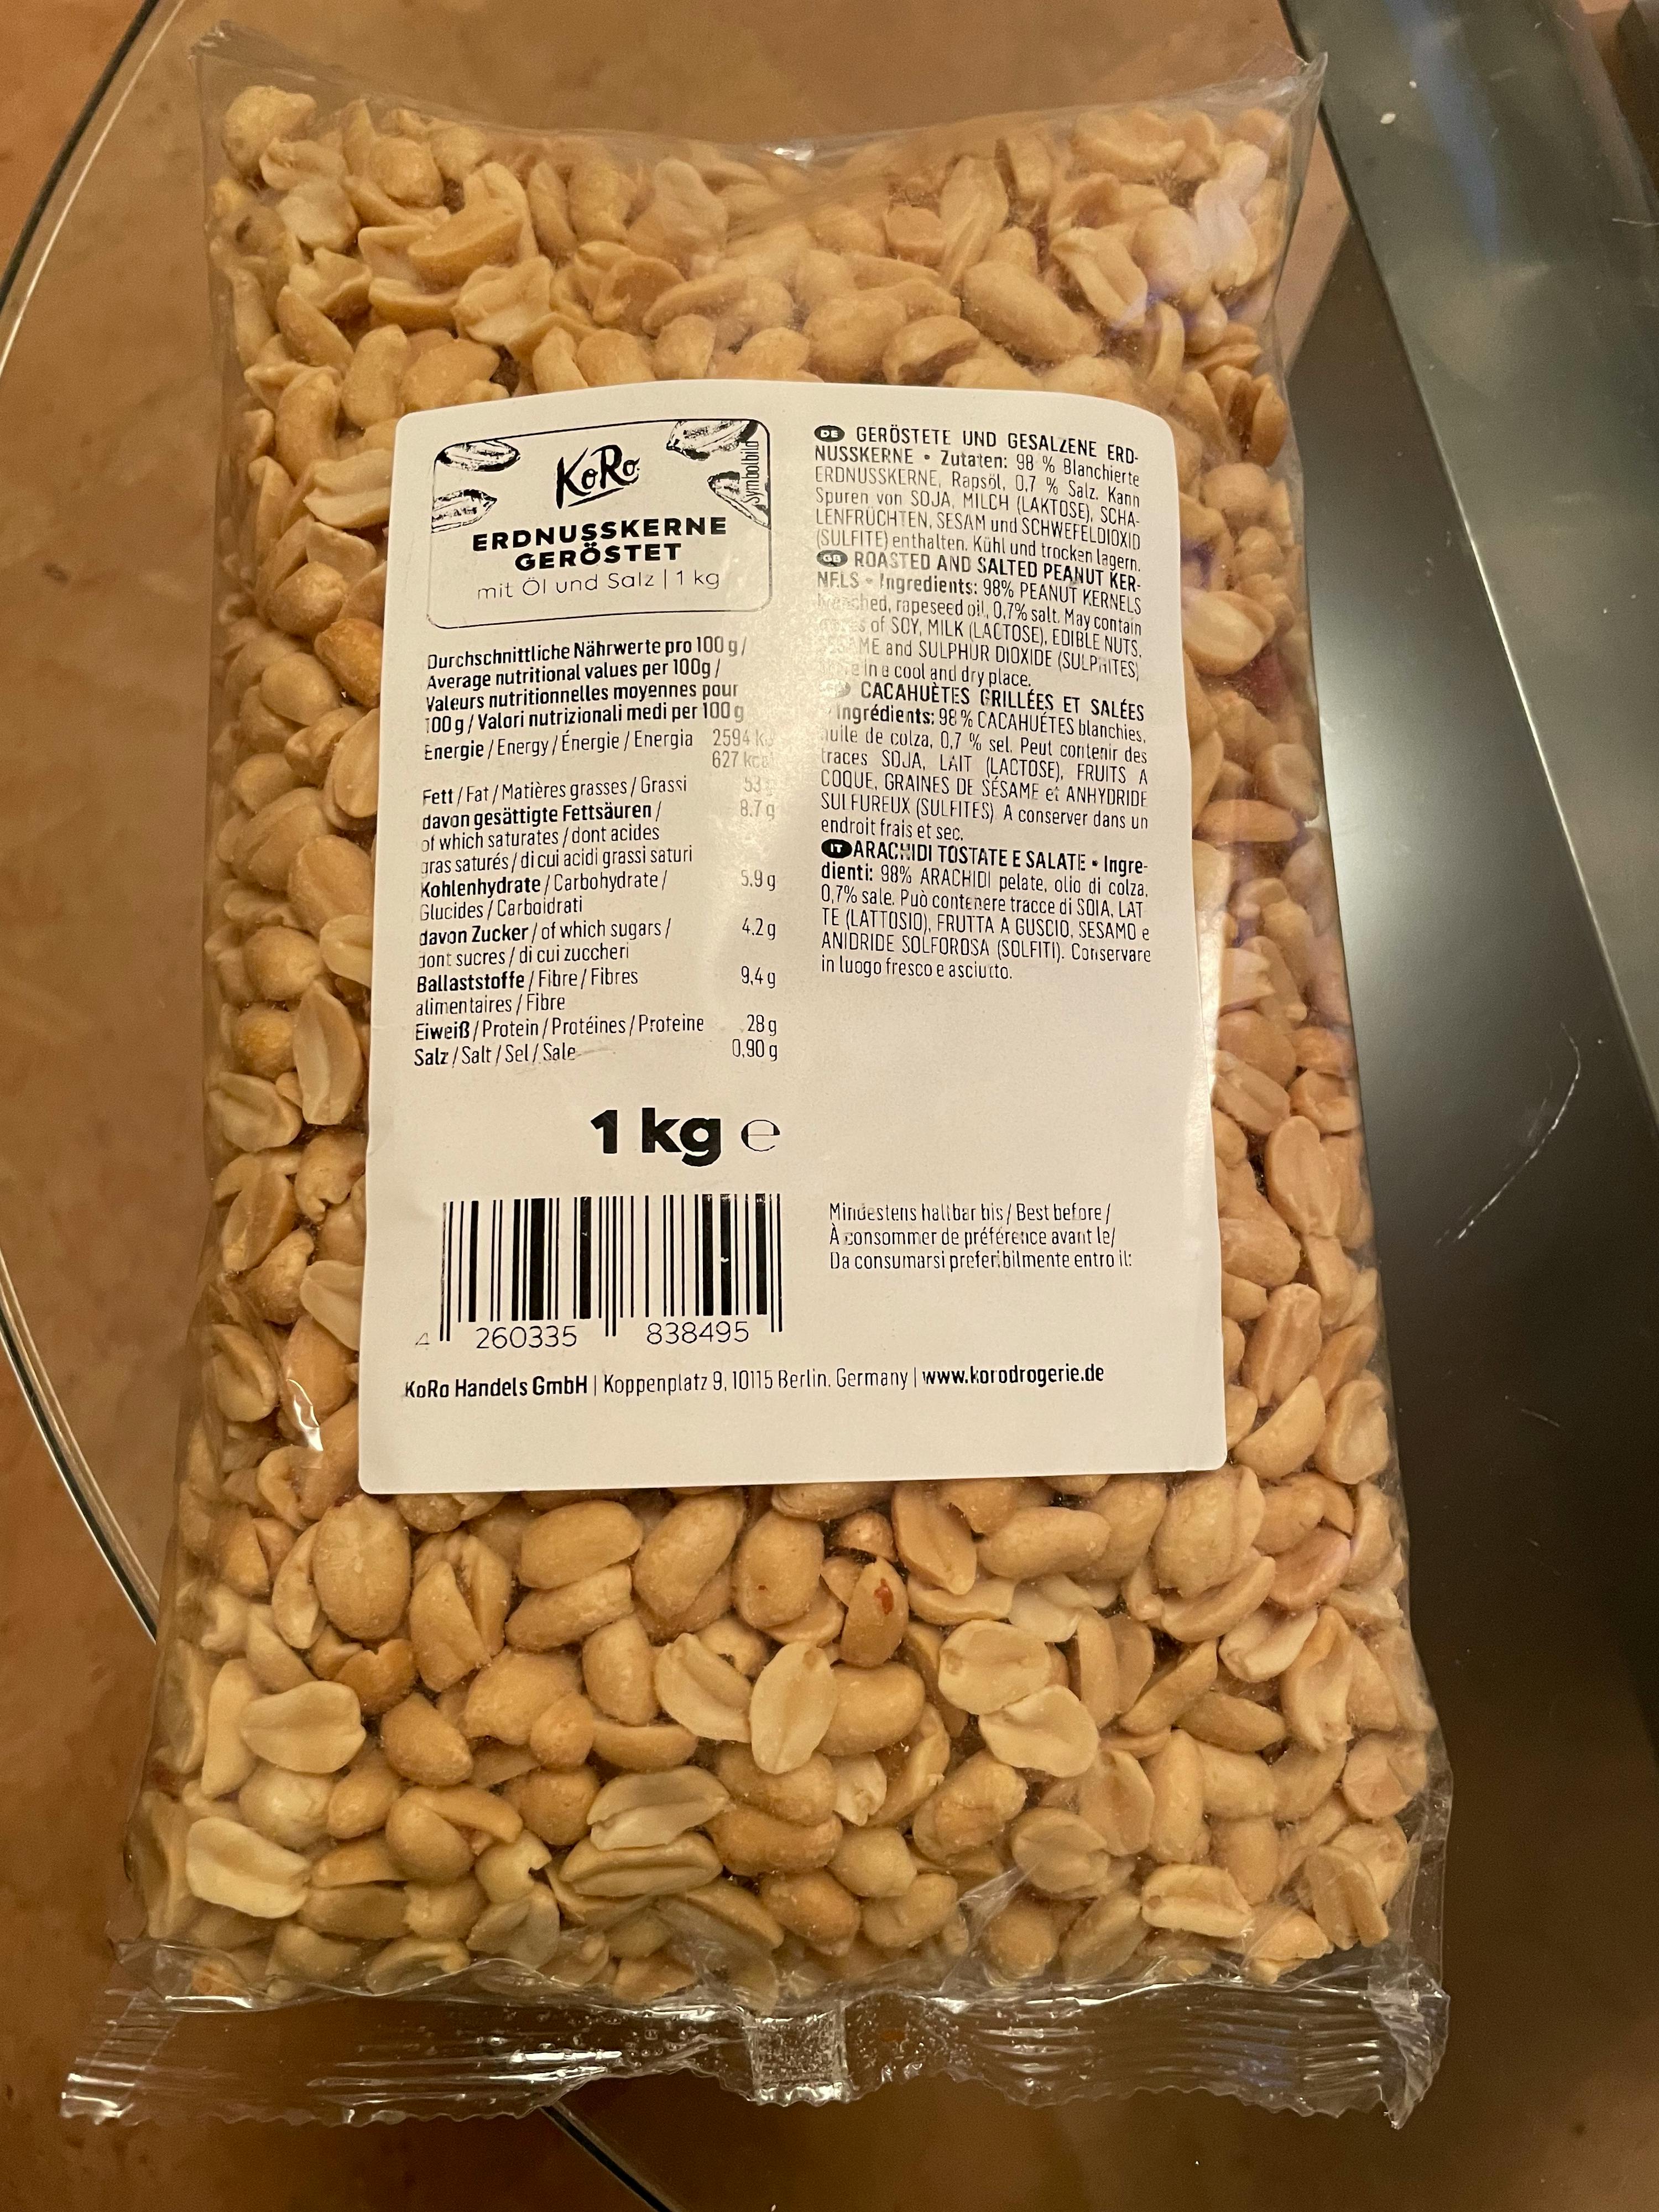 KoRo
Symbolbild
ERDNUSSKERNE
GERÖSTET
mit Öl und Salz | 1 kg
Durchschnittliche Nährwerte pro 100 g /
Average nutritional values per 100g /
Valeurs nutritionnelles moyennes pour
100 g / Valori nutrizionali medi per 100 g
Energie / Energy / Énergie / Energia 2594 kJ
627 kcal
Fett / Fat / Matières grasses / Grassi 53 g
davon gesättigte Fettsäuren / 8.7 g
of which saturates / dont acides
gras saturés / di cui acidi grassi saturi
Kohlenhydrate / Carbohydrate / 5.9 g
Glucides / Carboidrati
davon Zucker / of which sugars / 4.2 g
dont sucres / di cui zuccheri
Ballaststoffe / Fibre / Fibres 9,4 g
alimentaires / Fibre
Eiweiß / Protein / Protéines / Proteine 28 g
Salz / Salt / Sel / Sale 0,90 g
1 kg e
4 260335 838495
DE GERÖSTETE UND GESALZENE ERD-
NUSSKERNE • Zutaten: 98 % Blanchierte
ERDNUSSKERNE, Rapsöl, 0,7 % Salz. Kann
Spuren von SOJA, MILCH (LAKTOSE), SCHA-
LENFRÜCHTEN, SESAM und SCHWEFELDIOXID
(SULFITE) enthalten. Kühl und trocken lagern.
GB ROASTED AND SALTED PEANUT KER-
NELS • Ingredients: 98% PEANUT KERNELS
rapeseed oil, 0,7% salt. May contain
of SOY, MILK (LACTOSE), EDIBLE NUTS,
and SULPHUR DIOXIDE (SULPHITES)
in a cool and dry place.
CACAHUÈTES GRILLÉES ET SALÉES
Ingrédients: 98 % CACAHUÉTES blanchies,
huile de colza, 0,7 % sel. Peut contenir des
traces SOJA, LAIT (LACTOSE), FRUITS A
COQUE, GRAINES DE SÉSAME et ANHYDRIDE
SULFUREUX (SULFITES) A conserver dans un
endroit frais et sec.
IT ARACHIDI TOSTATE E SALATE • Ingre-
dienti: 98% ARACHIDI pelate, olio di colza,
0,7% sale. Può contenere tracce di SOIA, LAT
TE (LATTOSIO), FRUTTA A GUSCIO, SESAMO e
ANIDRIDE SOLFOROSA (SOLFITI). Conservare
in luogo fresco e asciutto.
Mindestens haltbar bis / Best before /
À consommer de préférence avant le/
Da consumarsi preferibilmente entro il:
KoRo Handels GmbH | Koppenplatz 9, 10115 Berlin, Germany | www.korodrogerie.de